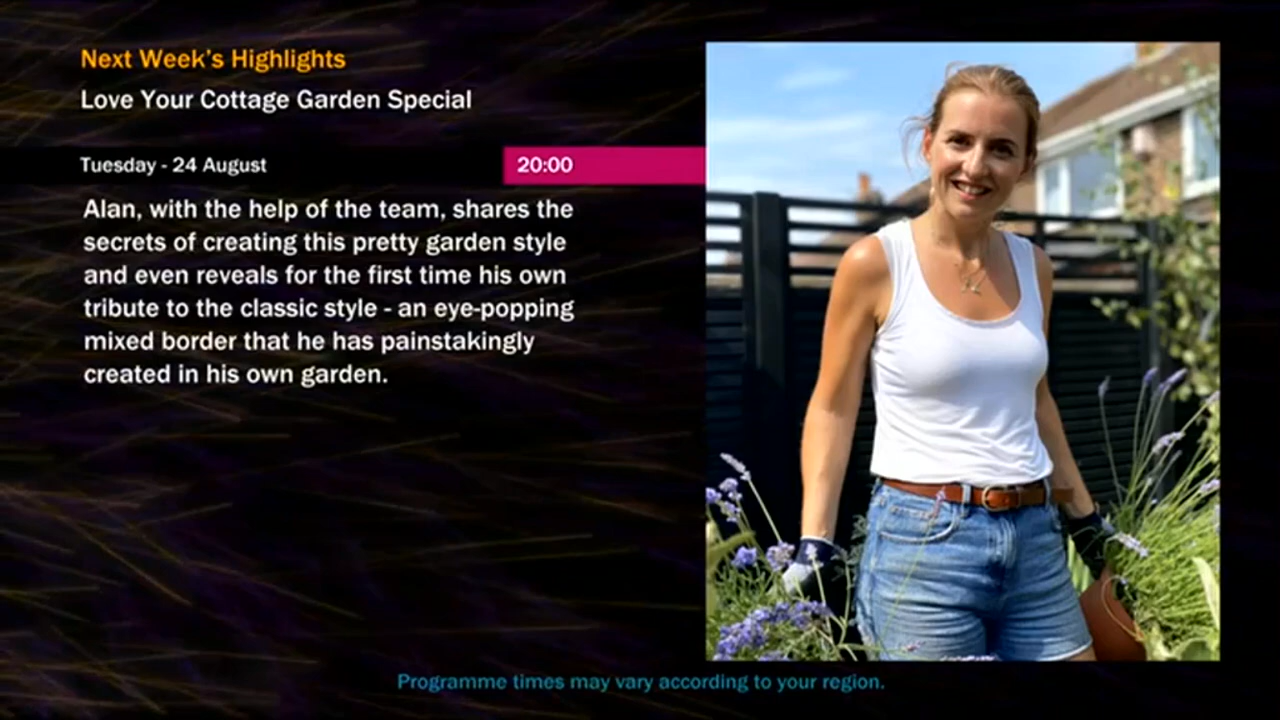 Next Week's Highlights
Love Your Cottage Garden Special
Tuesday - 24 August
20:00
Alan, with the help of the team, shares the
secrets of creating this pretty garden style
and even reveals for the first time his own
tribute to the classic style - an eye-popping
mixed border that he has painstakingly
created in his own garden.
Programme times may vary according to your region.